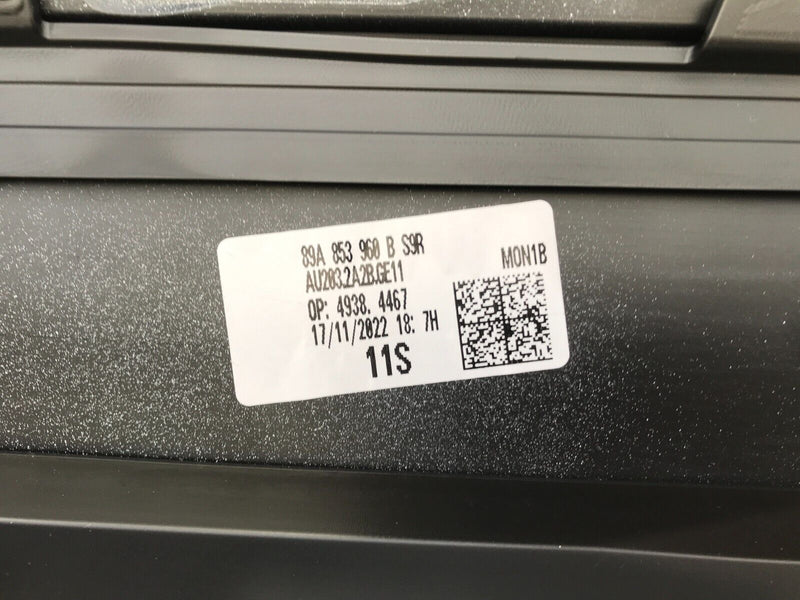 89A 853 960 B S9R
AU203.2A2B.GE11
MON1B
OP: 4938. 4467
17/11/2022 18: 7H
11S